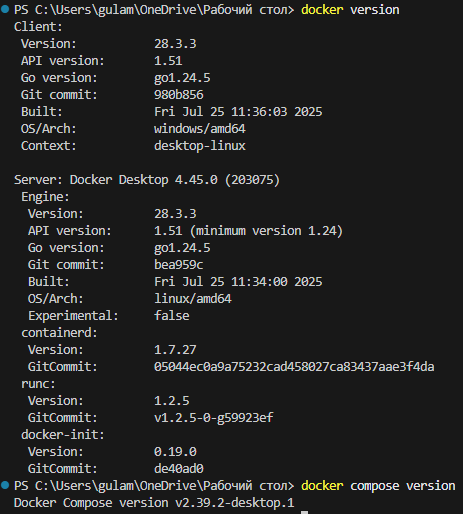 PS C:\Users\gulam\OneDrive\Рабочий стол> docker version
Client:
 Version:           28.3.3
 API version:       1.51
 Go version:        go1.24.5
 Git commit:        980b856
 Built:             Fri Jul 25 11:36:03 2025
 OS/Arch:           windows/amd64
 Context:           desktop-linux

Server: Docker Desktop 4.45.0 (203075)
 Engine:
  Version:          28.3.3
  API version:      1.51 (minimum version 1.24)
  Go version:       go1.24.5
  Git commit:       bea959c
  Built:            Fri Jul 25 11:34:00 2025
  OS/Arch:          linux/amd64
  Experimental:     false
 containerd:
  Version:          1.7.27
  GitCommit:        05044ec0a9a75232cad458027ca83437aae3f4da
 runc:
  Version:          1.2.5
  GitCommit:        v1.2.5-0-g59923ef
 docker-init:
  Version:          0.19.0
  GitCommit:        de40ad0
PS C:\Users\gulam\OneDrive\Рабочий стол> docker compose version
Docker Compose version v2.39.2-desktop.1